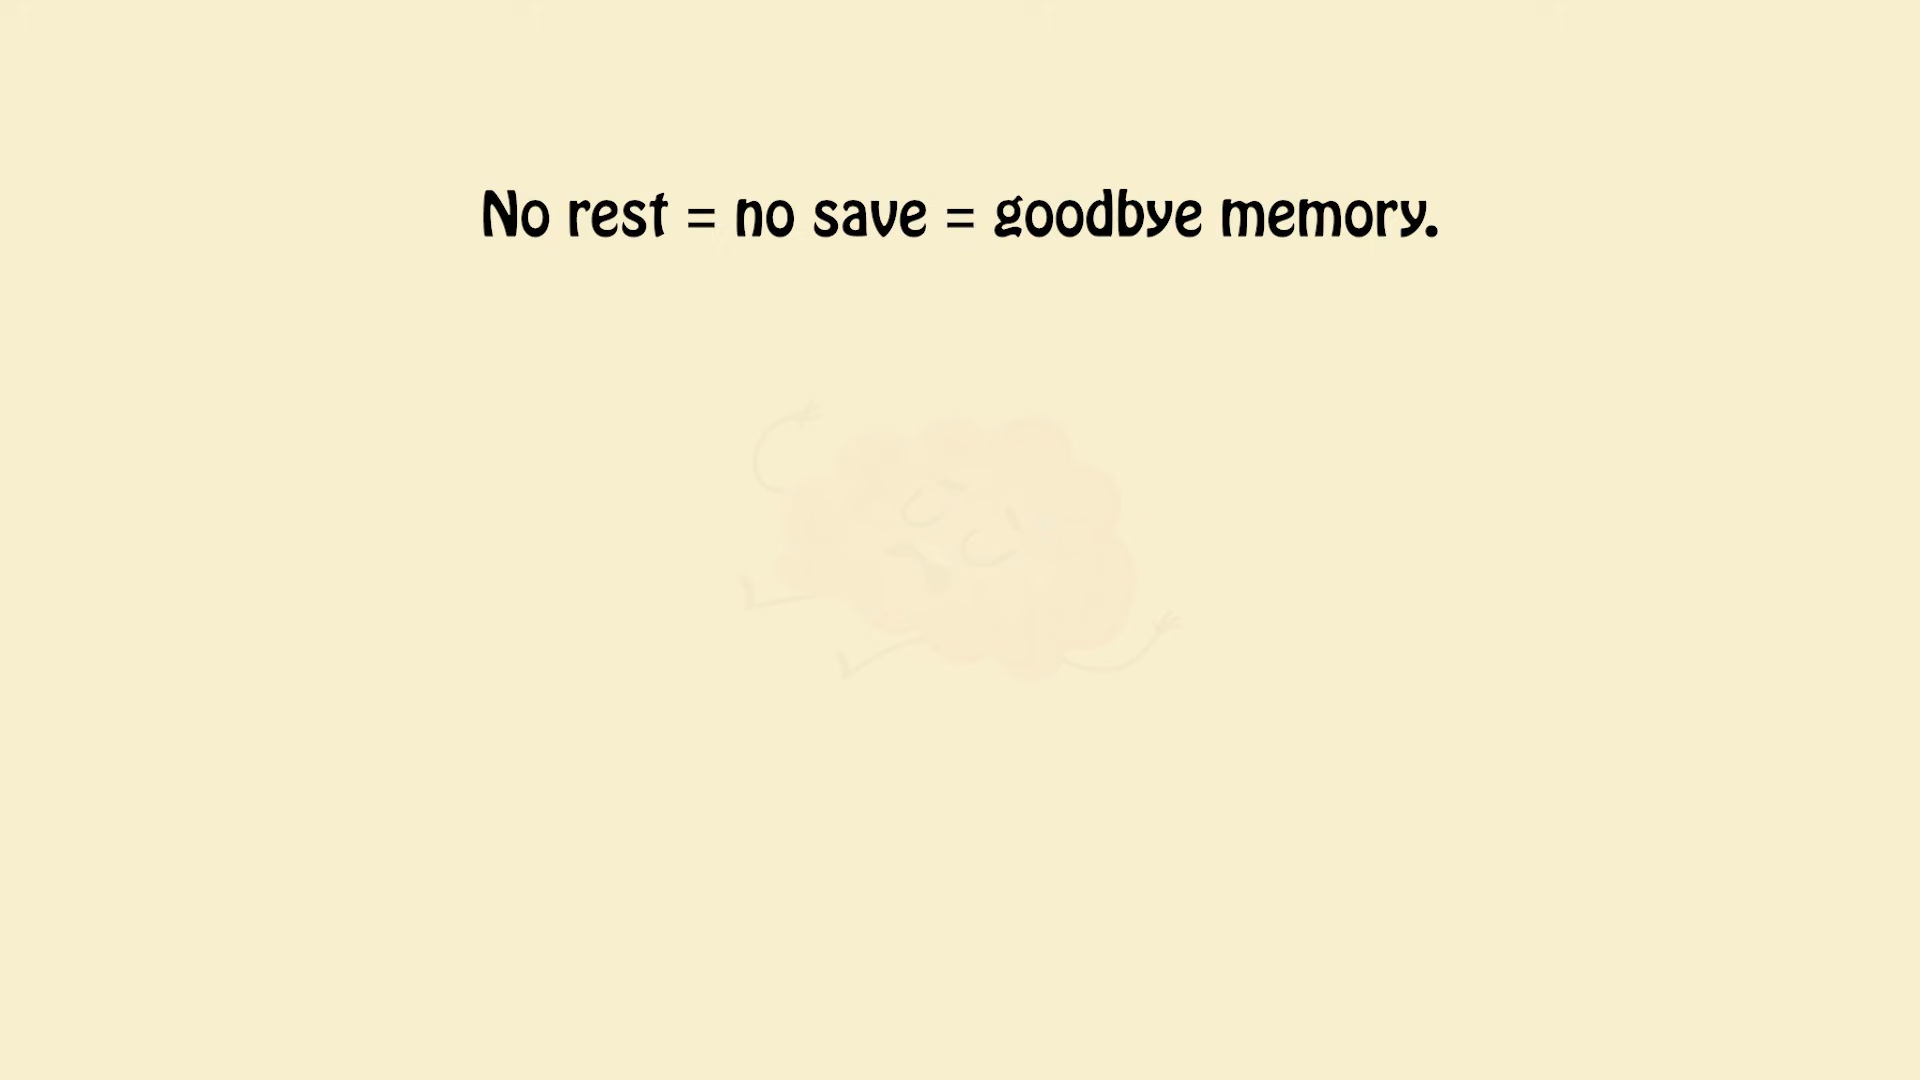 No rest = no save = goodbye memory.